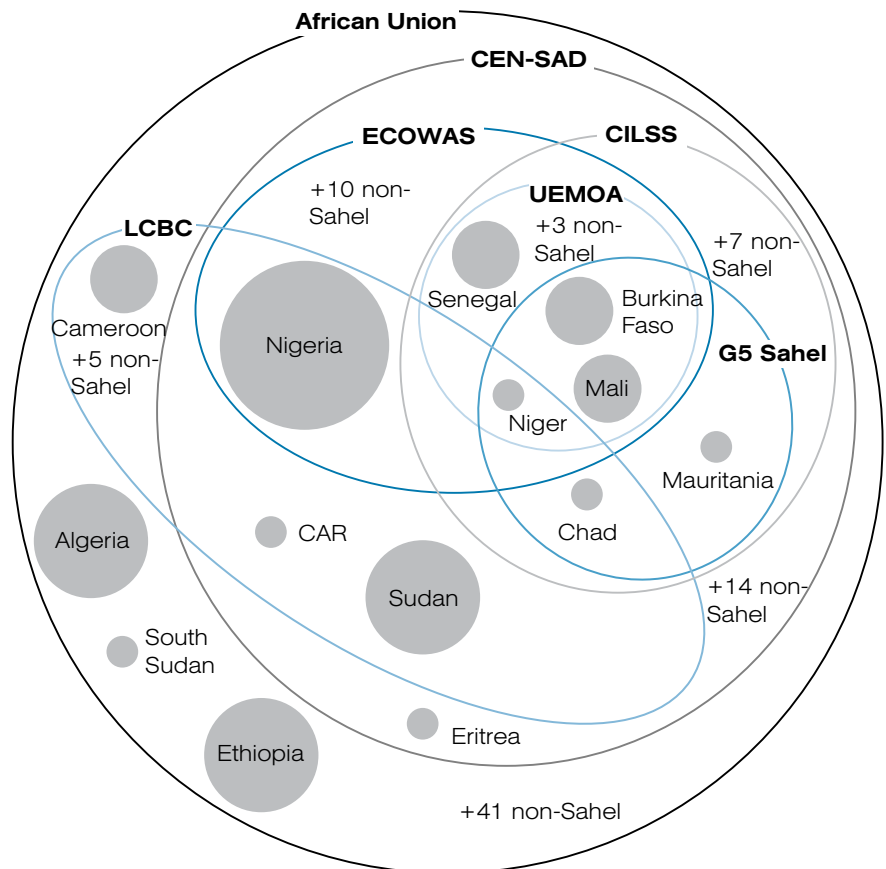 African Union
CEN-SAD
ECOWAS
CILSS
+10 non-
Sahel
UEMOA
+3 non-
Sahel
LCBC
+7 non-
Sahel
Senegal
Burkina
Faso
Cameroon
+5 non-
Sahel
Nigeria
G5 Sahel
Mali
Niger
Mauritania
Chad
CAR
Algeria
Sudan
+14 non-
Sahel
South
Sudan
Eritrea
Ethiopia
+41 non-Sahel